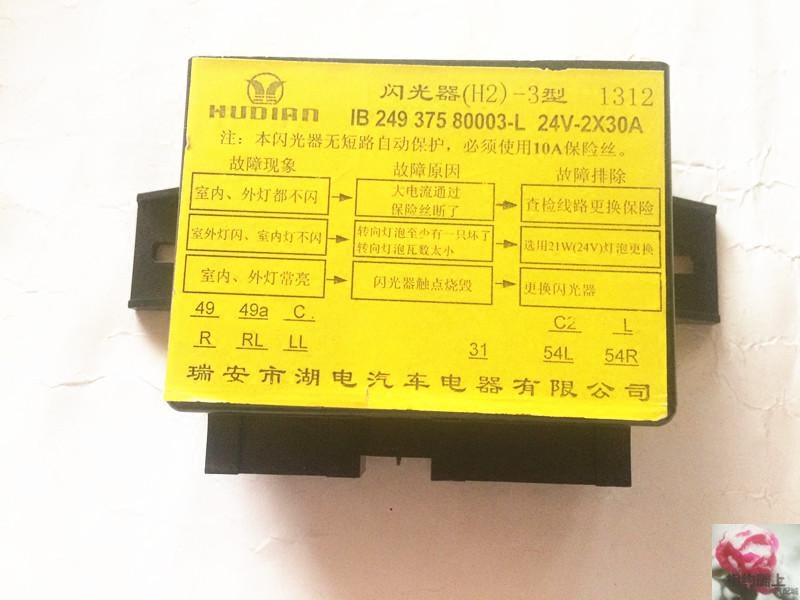 HUDIAN
闪光器(H2)-3型 1312
IB 249 375 80003-L 24V-2X30A
注：本闪光器无短路自动保护，必须使用10A保险丝。
故障现象 故障原因 故障排除
室内、外灯都不闪
大电流通过
保险丝断了
查检线路更换保险
室外灯闪、室内灯不闪
转向灯泡至少有一只坏了
转向灯泡瓦数太小
选用21W(24V)灯泡更换
室内、外灯常亮
闪光器触点烧毁
更换闪光器
49 49a C.
C2 L
R RL LL
31 54L 54R
瑞安市湖电汽车电器有限公司